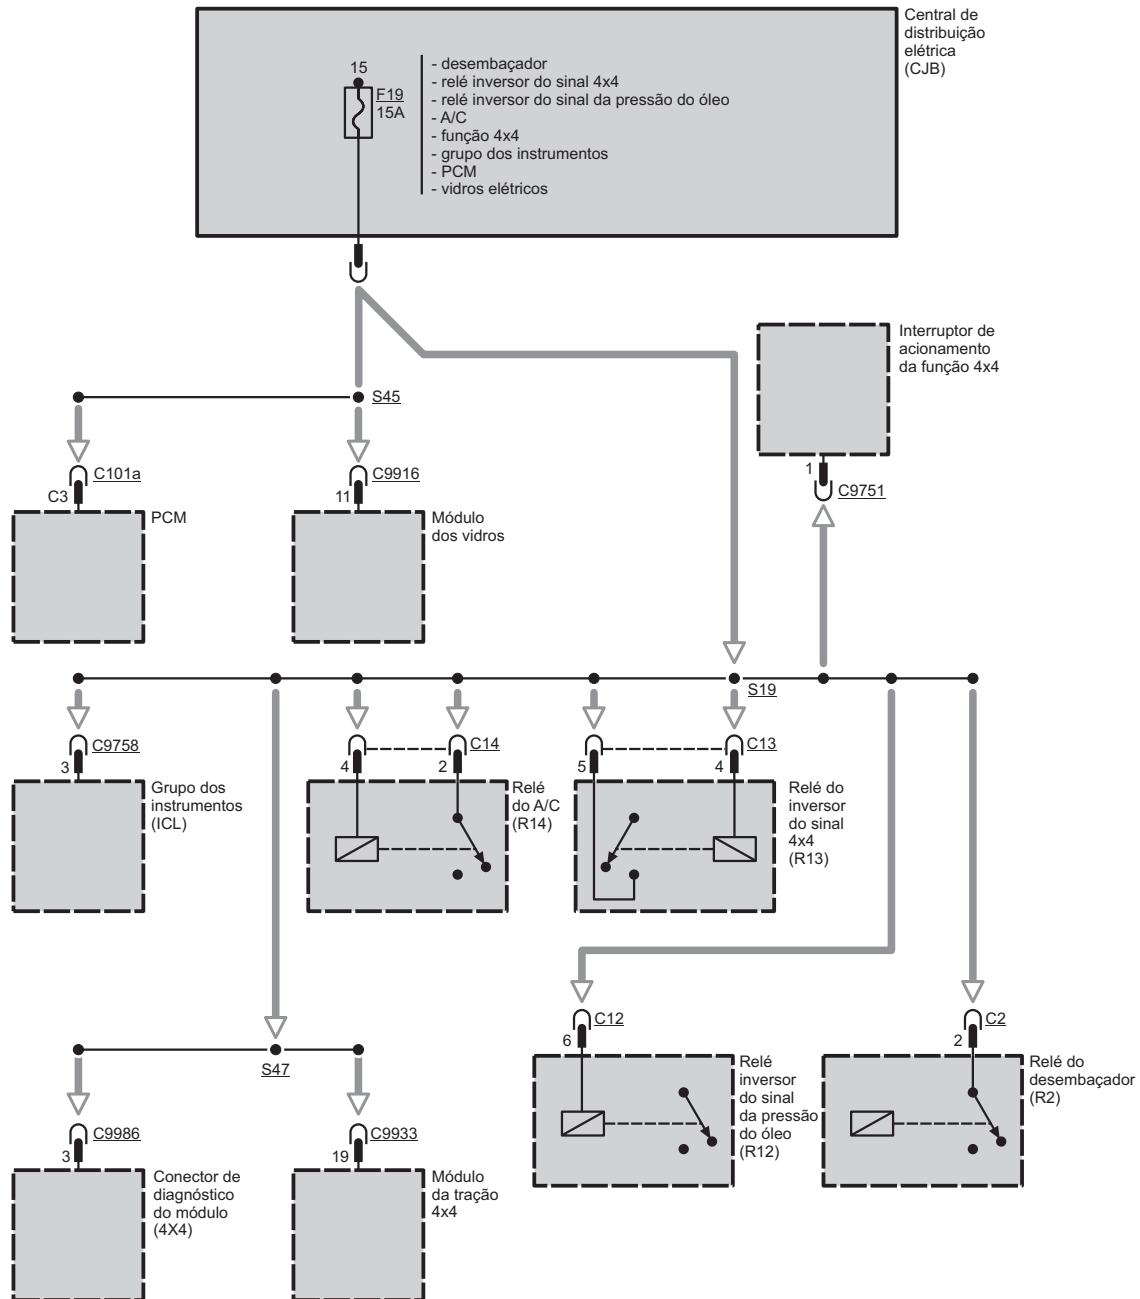 Central de
distribuição
elétrica
(CJB)
15
F19
15A
- desembaçador
- relé inversor do sinal 4x4
- relé inversor do sinal da pressão do óleo
- A/C
- função 4x4
- grupo dos instrumentos
- PCM
- vidros elétricos
Interruptor de
acionamento
da função 4x4
1
C9751
S45
C101a
C3
PCM
C9916
11
Módulo
dos vidros
S19
C9758
3
Grupo dos
instrumentos
(ICL)
4
2
C14
Relé
do A/C
(R14)
5
4
C13
Relé do
inversor
do sinal
4x4
(R13)
S47
C9986
3
Conector de
diagnóstico
do módulo
(4X4)
C9933
19
Módulo
da tração
4x4
C12
6
Relé
inversor
do sinal
da pressão
do óleo
(R12)
C2
2
Relé do
desembaçador
(R2)